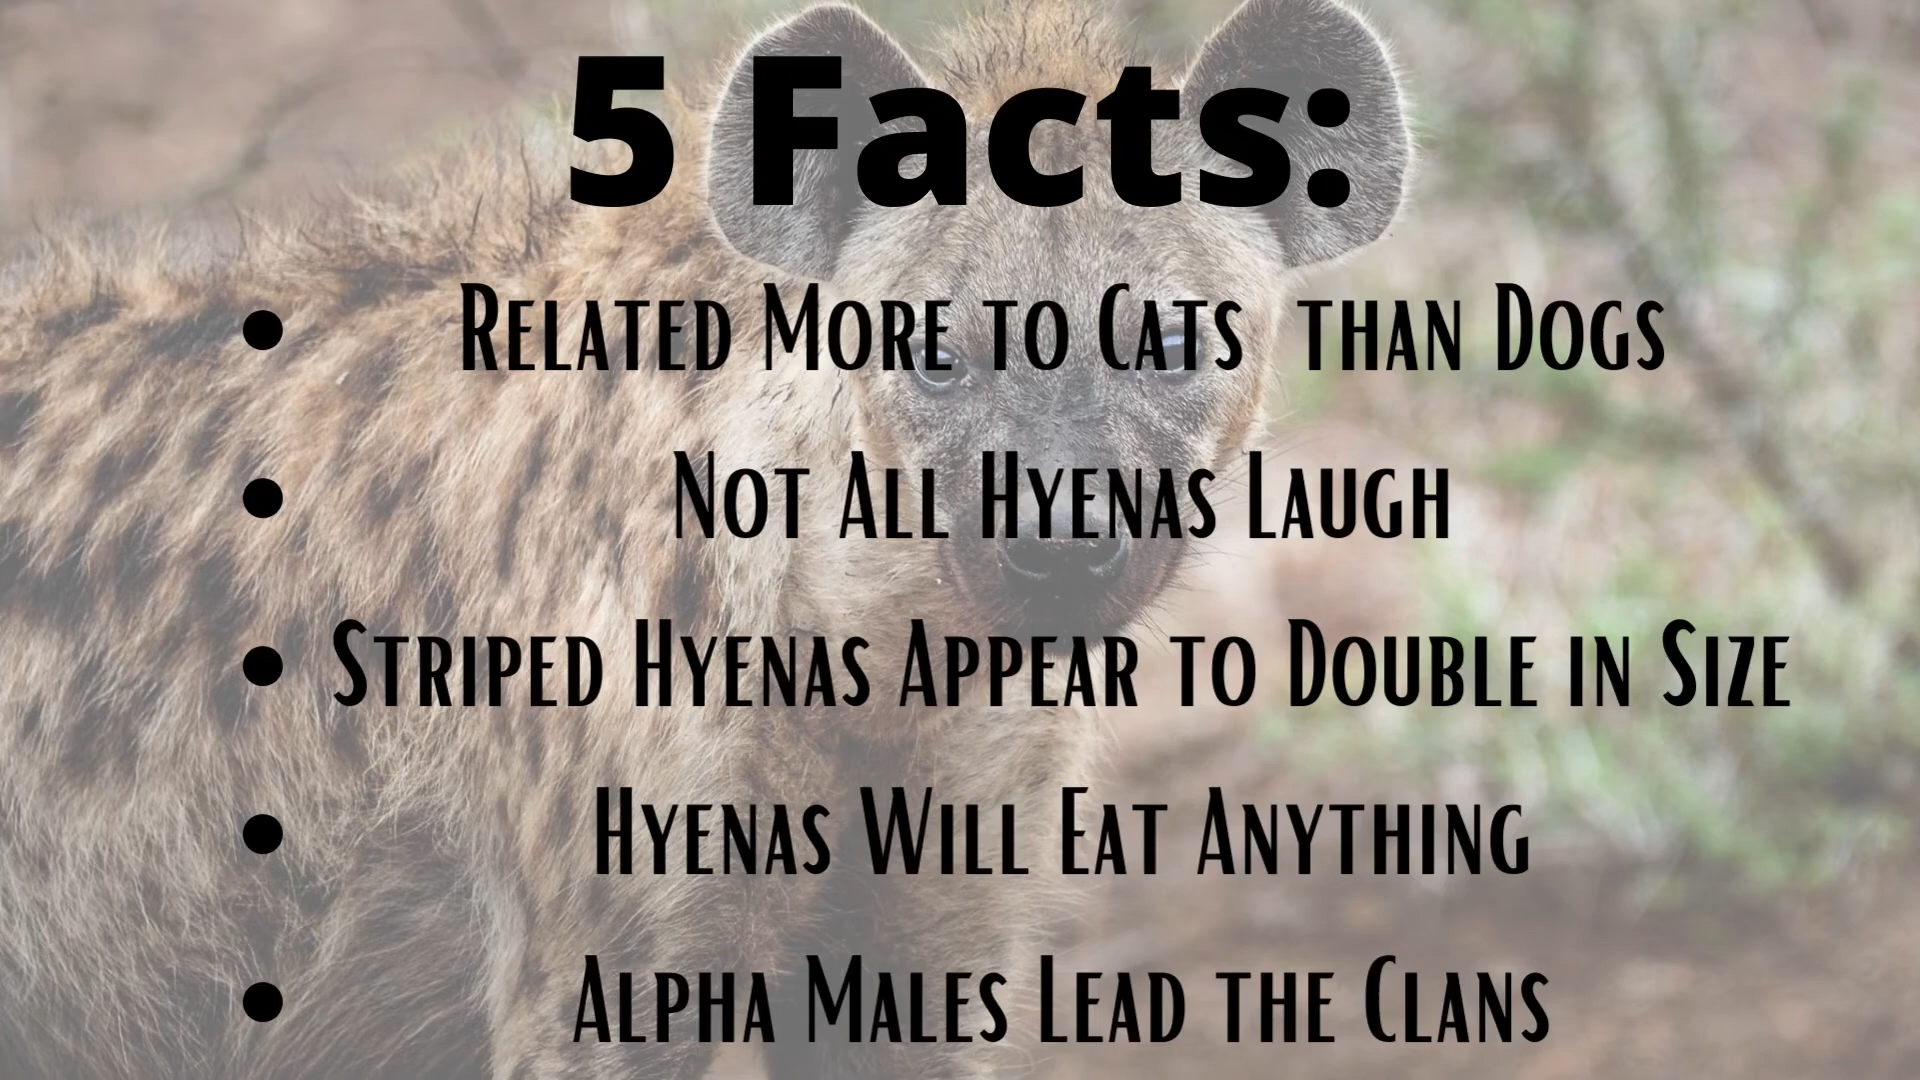 5 Facts:
• Related More to Cats than Dogs
• Not All Hyenas Laugh
• Striped Hyenas Appear to Double in Size
• Hyenas Will Eat Anything
• Alpha Males Lead the Clans